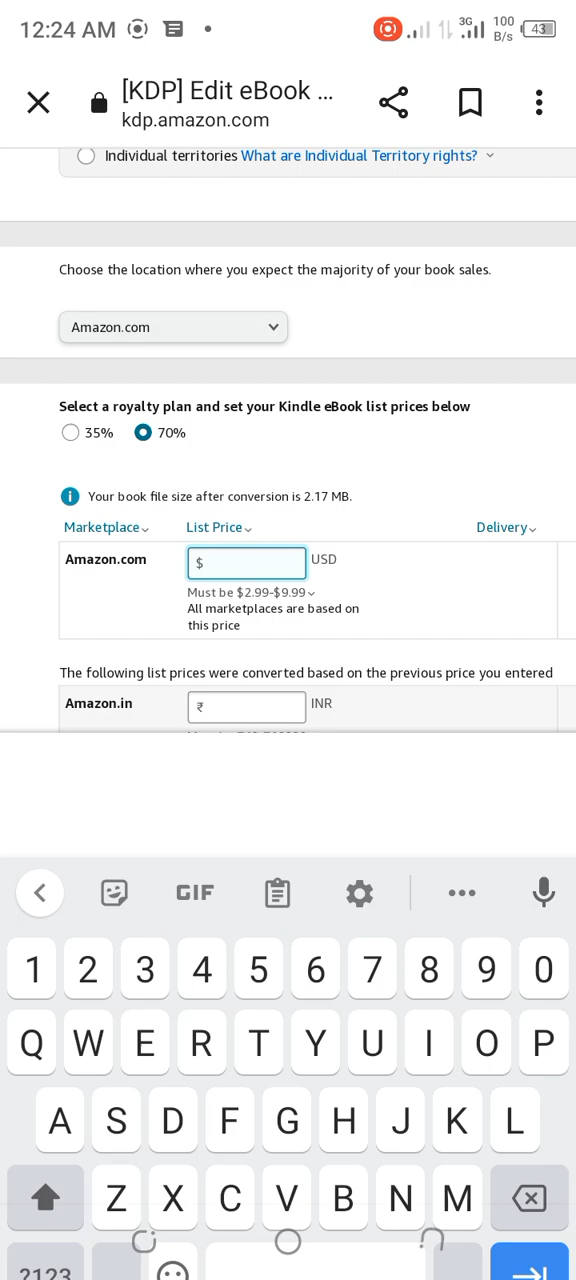 12:24 AM 3G 100 B/s 43
[KDP] Edit eBook ...
kdp.amazon.com
Individual territories What are Individual Territory rights?
Choose the location where you expect the majority of your book sales.
Amazon.com
Select a royalty plan and set your Kindle eBook list prices below
35% 70%
i Your book file size after conversion is 2.17 MB.
Marketplace List Price Delivery
Amazon.com $ USD
Must be $2.99-$9.99
All marketplaces are based on
this price
The following list prices were converted based on the previous price you entered
Amazon.in ₹ INR
GIF
1 2 3 4 5 6 7 8 9 0
Q W E R T Y U I O P
A S D F G H J K L
Z X C V B N M
?123